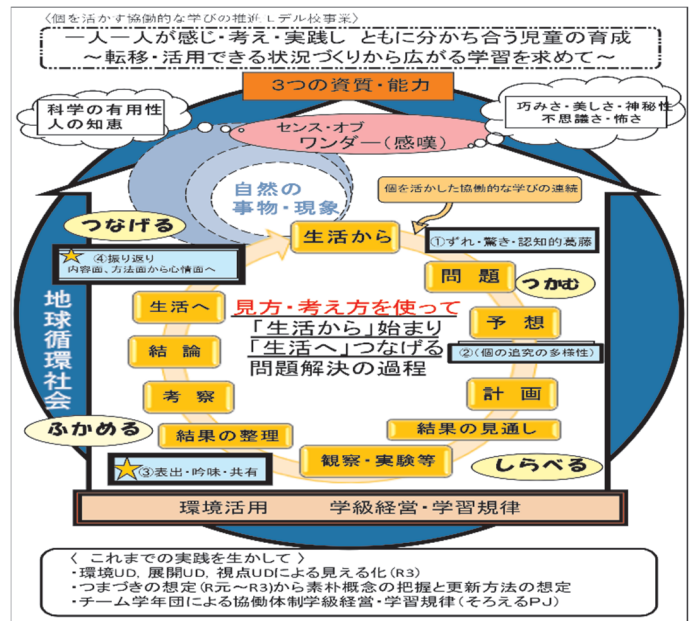 〈個を活かす協働的な学びの推進モデル校事業〉
一人一人が感じ・考え・実践し ともに分かち合う児童の育成
～転移・活用できる状況づくりから広がる学習を求めて～
3つの資質・能力
科学の有用性
人の知恵
巧みさ・美しさ・神秘性
不思議さ・怖さ
センス・オブ
ワンダー(感嘆)
自然の
事物・現象
個を活かした協働的な学びの連続
つなげる
生活から
①ずれ・驚き・認知的葛藤
④振り返り
内容面、方法面から心情面へ
問 題
つかむ
生活へ
見方・考え方を使って
「生活から」始まり
「生活へ」つなげる
問題解決の過程
予 想
②(個の追究の多様性)
結 論
地球循環社会
考 察
計 画
ふかめる
結果の整理
結果の見通し
観察・実験等
しらべる
③表出・吟味・共有
環境活用 学級経営・学習規律
〈 これまでの実践を生かして 〉
・環境UD, 展開UD, 視点UDによる見える化(R3)
・つまづきの想定(R元～R3)から素朴概念の把握と更新方法の想定
・チーム学年団による協働体制学級経営・学習規律(そろえるPJ)